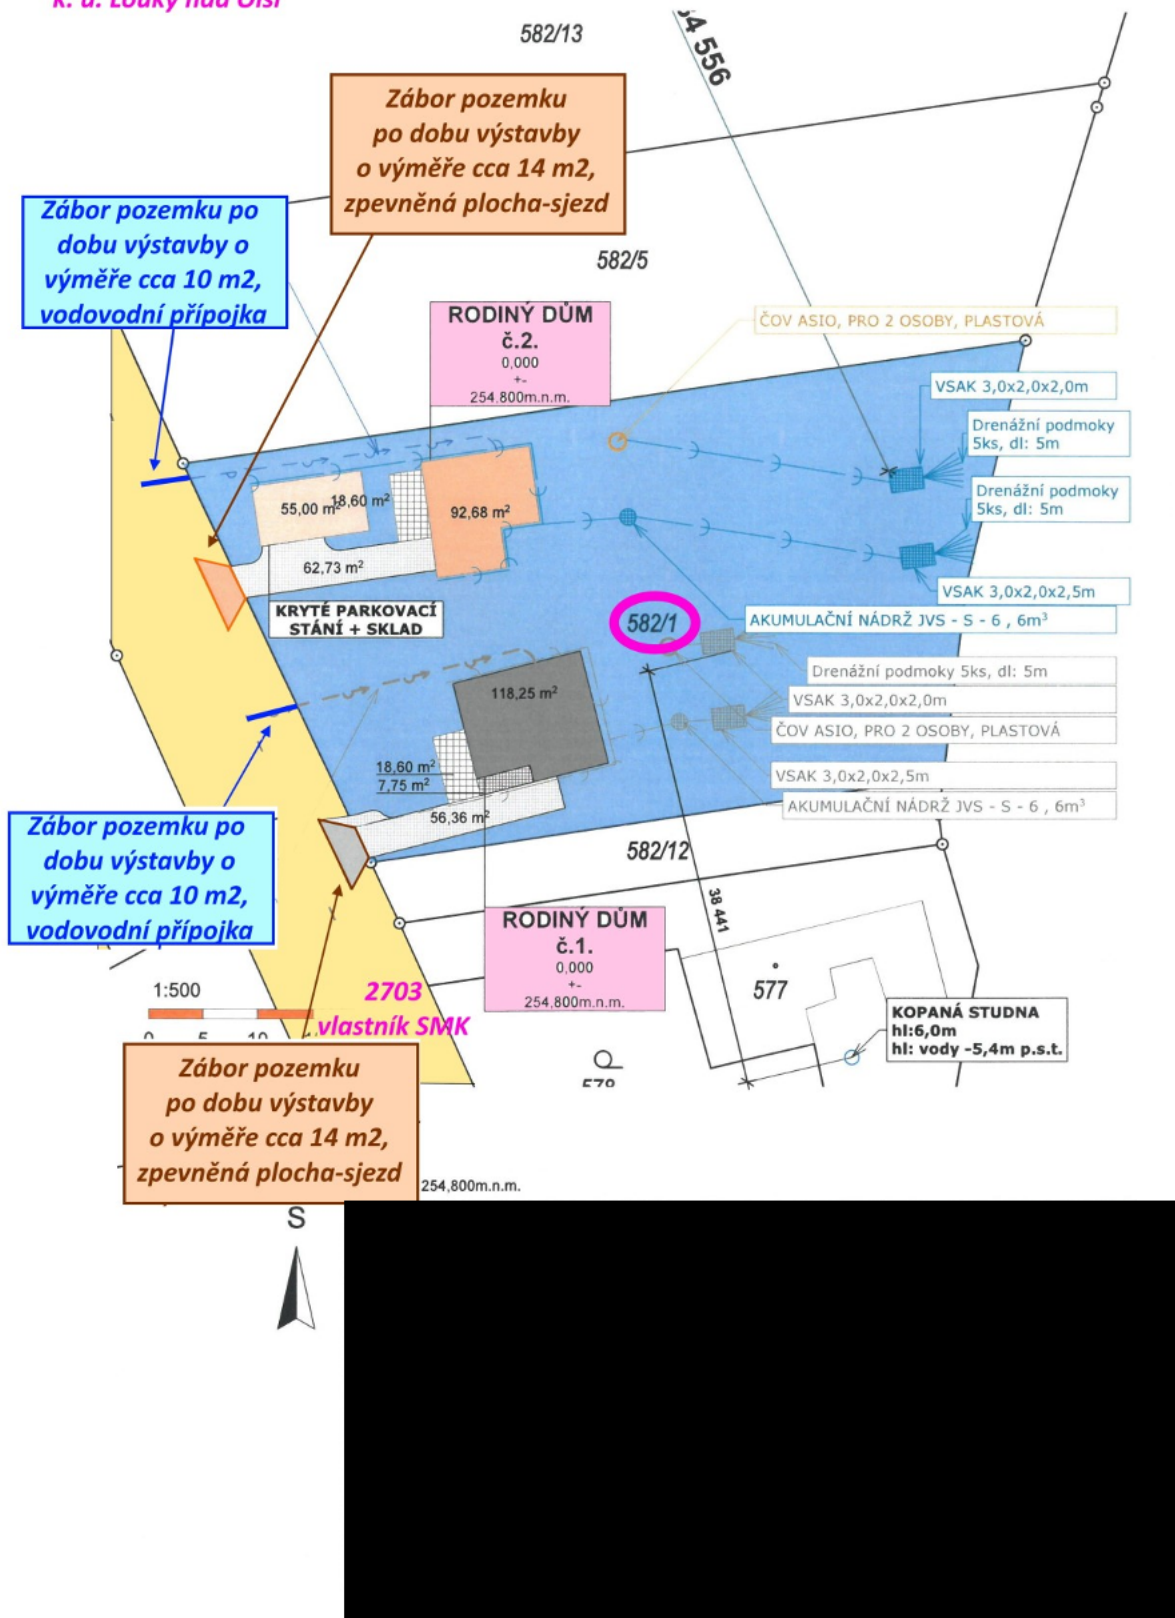 k. ú. Louky nad Olší
582/13
54 556
Zábor pozemku
po dobu výstavby
o výměře cca 14 m2,
zpevněná plocha-sjezd
Zábor pozemku po
dobu výstavby o
výměře cca 10 m2,
vodovodní přípojka
582/5
RODINÝ DŮM
č.2.
0,000
+-
254.800m.n.m.
ČOV ASIO, PRO 2 OSOBY, PLASTOVÁ
VSAK 3,0x2,0x2,0m
Drenážní podmoky
5ks, dl: 5m
Drenážní podmoky
5ks, dl: 5m
55,00 m²
18,60 m²
92,68 m²
62,73 m²
VSAK 3,0x2,0x2,5m
KRYTÉ PARKOVACÍ
STÁNÍ + SKLAD
582/1
AKUMULAČNÍ NÁDRŽ JVS - S - 6 , 6m³
Drenážní podmoky 5ks, dl: 5m
118,25 m²
VSAK 3,0x2,0x2,0m
ČOV ASIO, PRO 2 OSOBY, PLASTOVÁ
18,60 m²
7,75 m²
VSAK 3,0x2,0x2,5m
AKUMULAČNÍ NÁDRŽ JVS - S - 6 , 6m³
56,36 m²
Zábor pozemku po
dobu výstavby o
výměře cca 10 m2,
vodovodní přípojka
582/12
38 441
RODINÝ DŮM
č.1.
0,000
+-
254,800m.n.m.
577
1:500
0 5 10
2703
vlastník SMK
KOPANÁ STUDNA
hl:6,0m
hl: vody -5,4m p.s.t.
578
Zábor pozemku
po dobu výstavby
o výměře cca 14 m2,
zpevněná plocha-sjezd
254,800m.n.m.
S